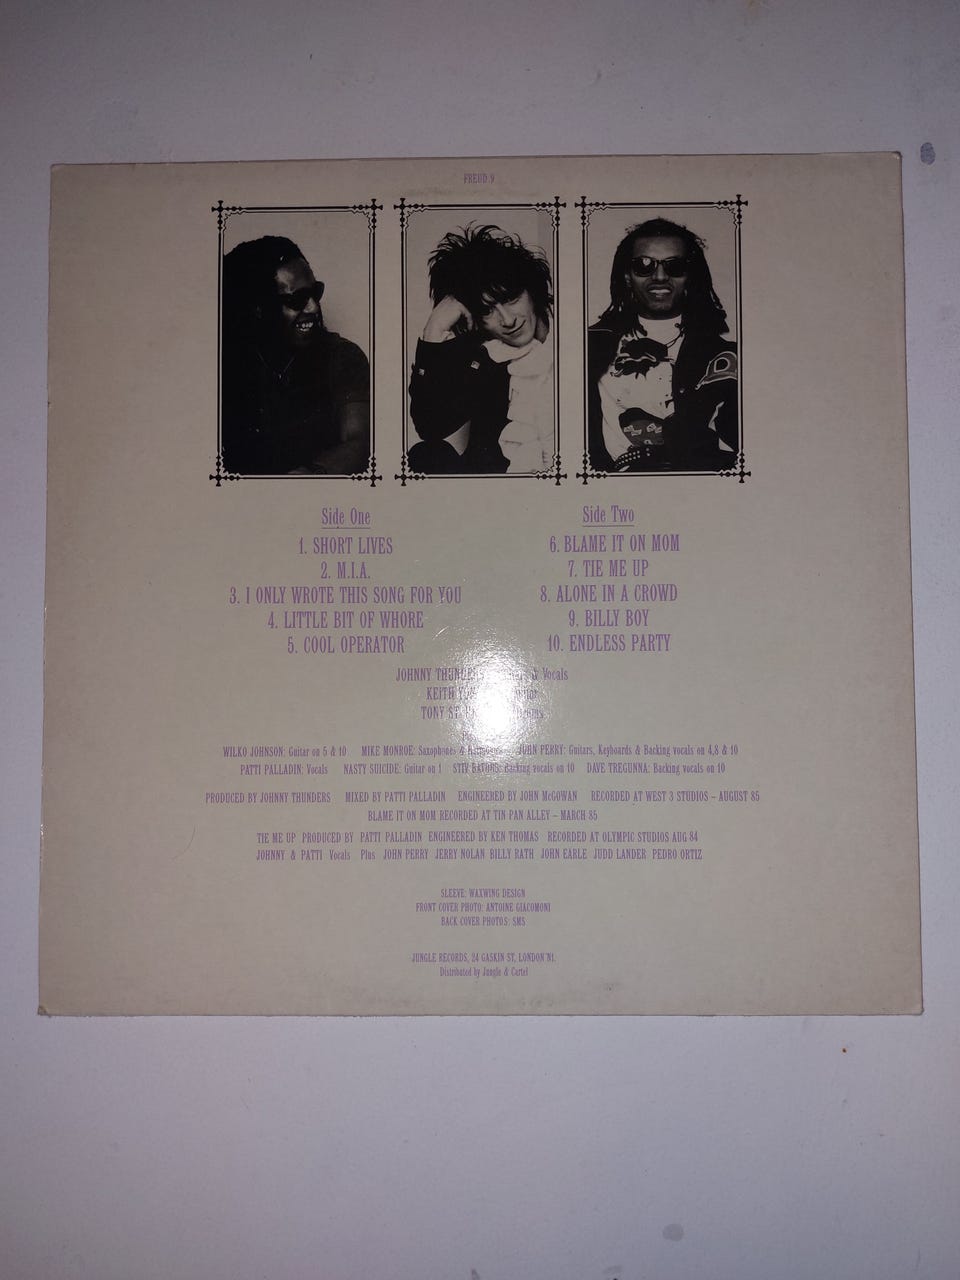 FREUD 9
Side One
1. SHORT LIVES
2. M.I.A.
3. I ONLY WROTE THIS SONG FOR YOU
4. LITTLE BIT OF WHORE
5. COOL OPERATOR
Side Two
6. BLAME IT ON MOM
7. TIE ME UP
8. ALONE IN A CROWD
9. BILLY BOY
10. ENDLESS PARTY
JOHNNY THUNDERS & Vocals
KEITH
TONY ST
WILKO JOHNSON: Guitar on 5 & 10 MIKE MONROE: Saxophones & JOHN PERRY: Guitars, Keyboards & Backing vocals on 4,8 & 10
PATTI PALLADIN: Vocals NASTY SUICIDE: Guitar on 1 STIV BATORS: Backing vocals on 10 DAVE TREGUNNA: Backing vocals on 10
PRODUCED BY JOHNNY THUNDERS MIXED BY PATTI PALLADIN ENGINEERED BY JOHN McGOWAN RECORDED AT WEST 3 STUDIOS – AUGUST 85
BLAME IT ON MOM RECORDED AT TIN PAN ALLEY – MARCH 85
TIE ME UP PRODUCED BY PATTI PALLADIN ENGINEERED BY KEN THOMAS RECORDED AT OLYMPIC STUDIOS AUG 84
JOHNNY & PATTI Vocals Plus JOHN PERRY JERRY NOLAN BILLY RATH JOHN EARLE JUDD LANDER PEDRO ORTIZ
SLEEVE: WAXWING DESIGN
FRONT COVER PHOTO: ANTOINE GIACOMONI
BACK COVER PHOTOS: SMS
JUNGLE RECORDS, 24 GASKIN ST, LONDON N1.
Distributed by Jungle & Cartel